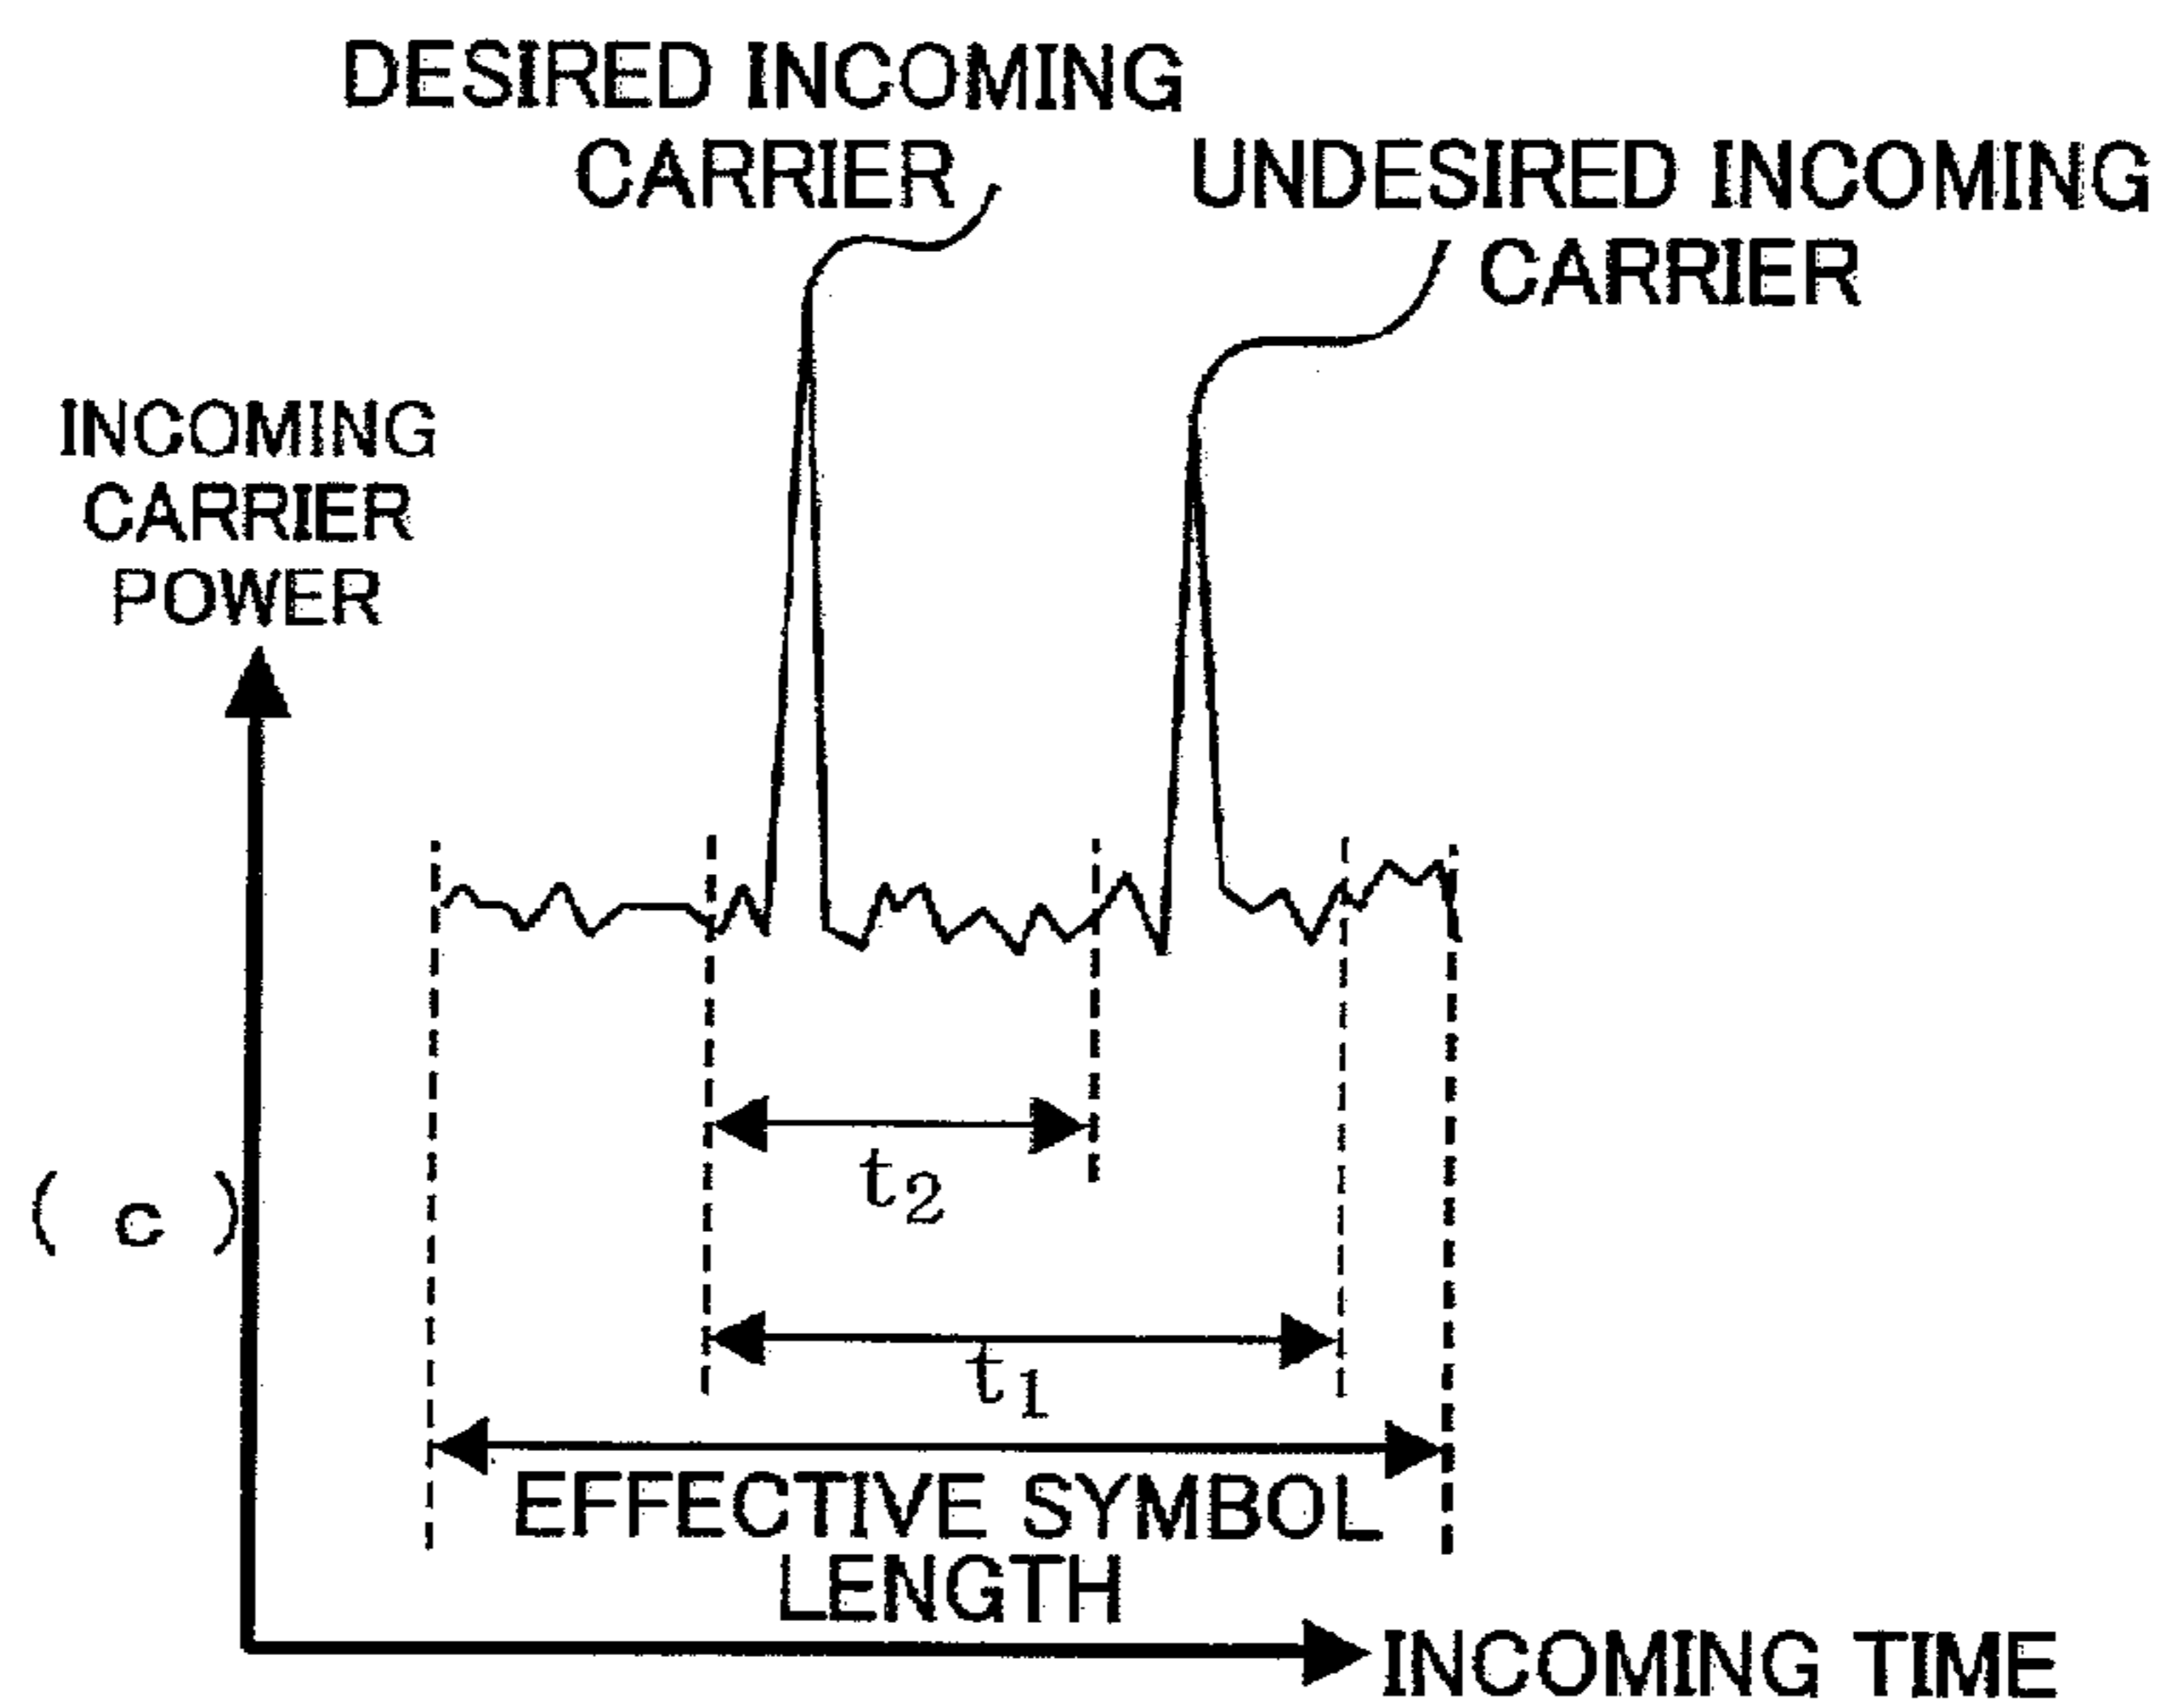 DESIRED INCOMING
CARRIER
UNDESIRED INCOMING
CARRIER
INCOMING
CARRIER
POWER
t2
( c )
t1
EFFECTIVE SYMBOL
LENGTH
INCOMING TIME